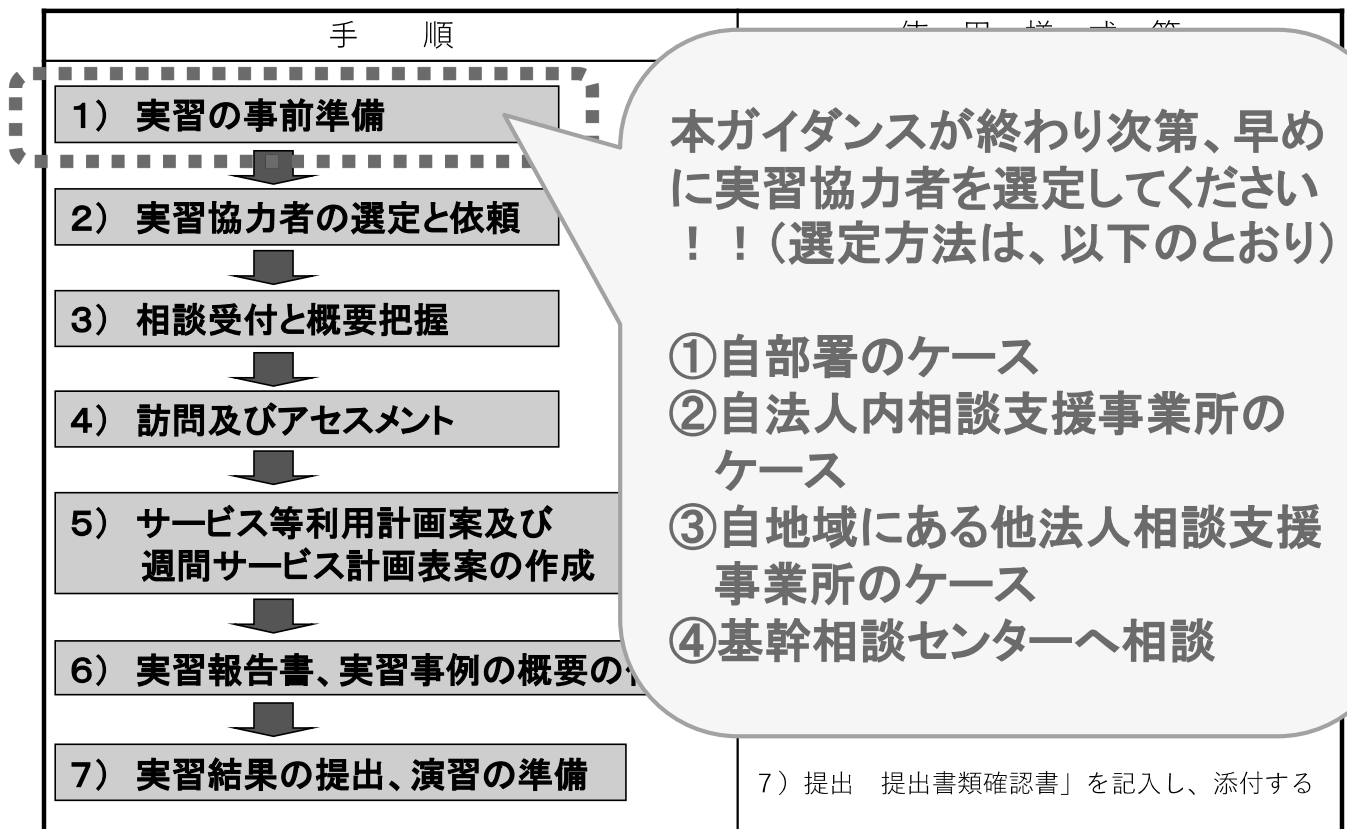 手　順
使　用　様　式　等
1） 実習の事前準備
2） 実習協力者の選定と依頼
3） 相談受付と概要把握
4） 訪問及びアセスメント
5） サービス等利用計画案及び
週間サービス計画表案の作成
6） 実習報告書、実習事例の概要の
7） 実習結果の提出、演習の準備
本ガイダンスが終わり次第、早め
に実習協力者を選定してください
！！（選定方法は、以下のとおり）
①自部署のケース
②自法人内相談支援事業所の
ケース
③自地域にある他法人相談支援
事業所のケース
④基幹相談センターへ相談
7）提出　提出書類確認書」を記入し、添付する